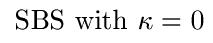 SBS with κ = 0